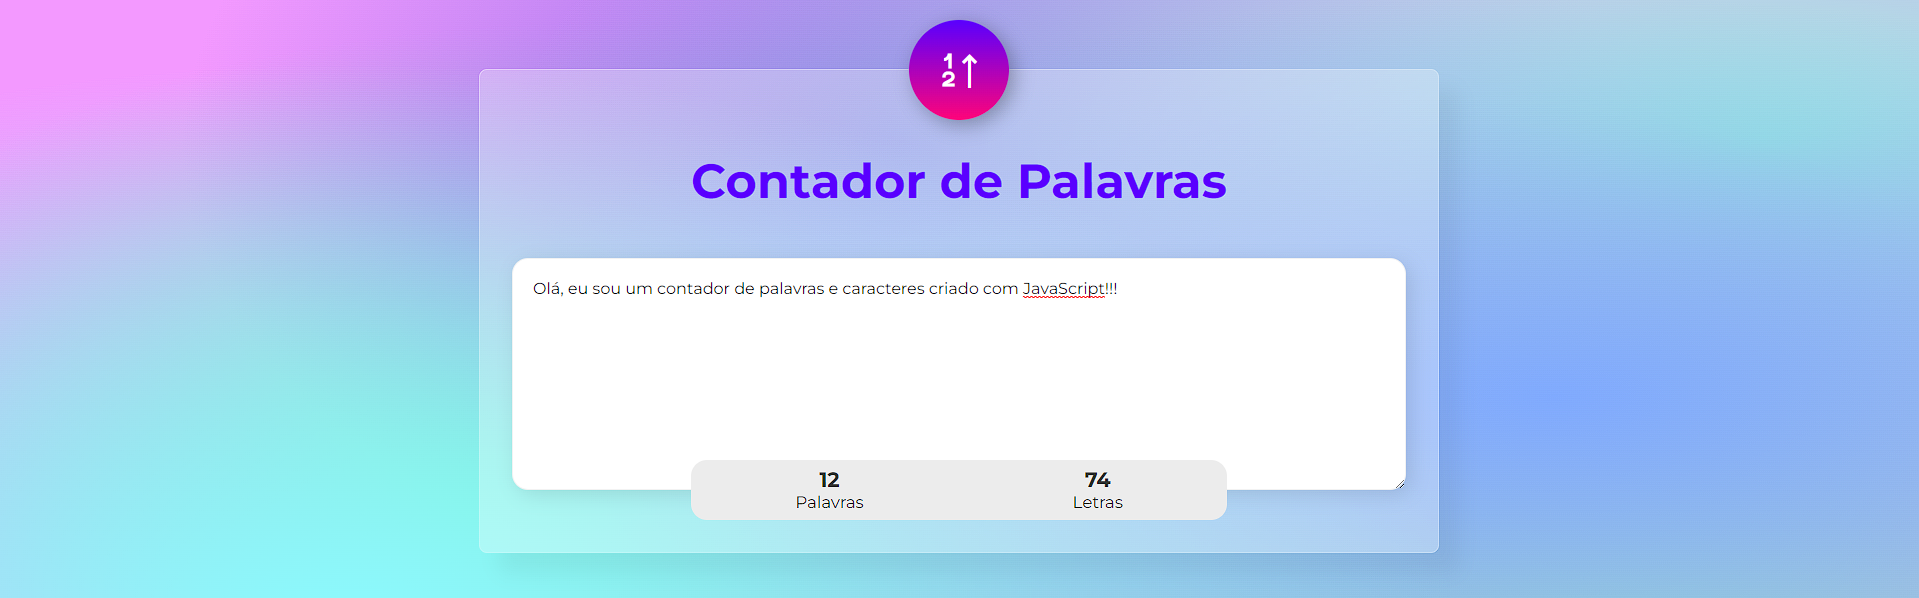 1
2
Contador de Palavras
Olá, eu sou um contador de palavras e caracteres criado com JavaScript!!!
12 74
Palavras Letras